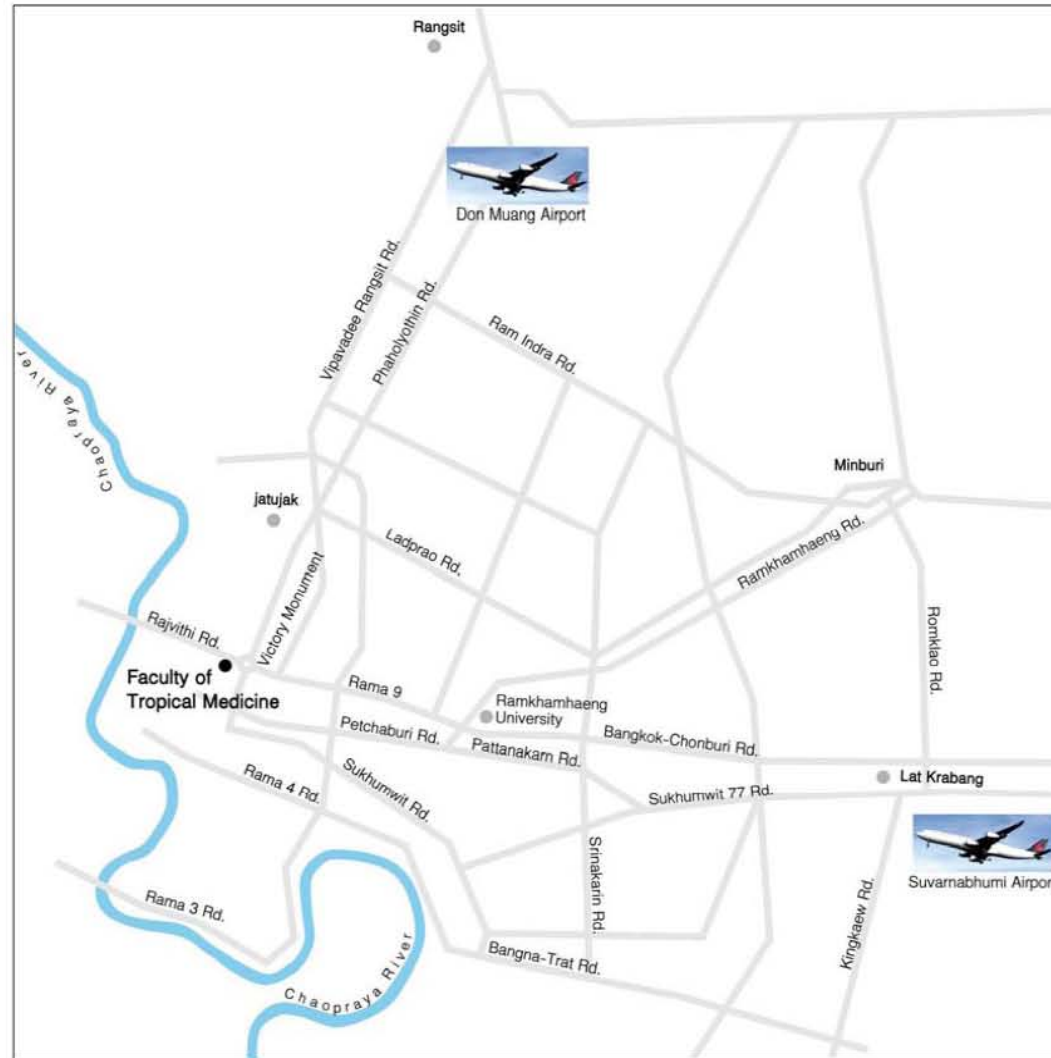 Rangsit
Don Muang Airport
Vipavadee Rangsit Rd.
Phaholyothin Rd.
Ram Indra Rd.
Chaopraya River
Minburi
jatujak
Ladprao Rd.
Ramkhamhaeng Rd.
Victory Monument
Rajvithi Rd.
Romklao Rd.
Faculty of
Tropical Medicine
Rama 9
Ramkhamhaeng
University
Petchaburi Rd.
Pattanakarn Rd.
Bangkok-Chonburi Rd.
Rama 4 Rd.
Sukhumwit Rd.
Lat Krabang
Sukhumwit 77 Rd.
Srinakarin Rd.
Suvarnabhumi Airport
Rama 3 Rd.
Kingkaew Rd.
Bangna-Trat Rd.
Chaopraya River